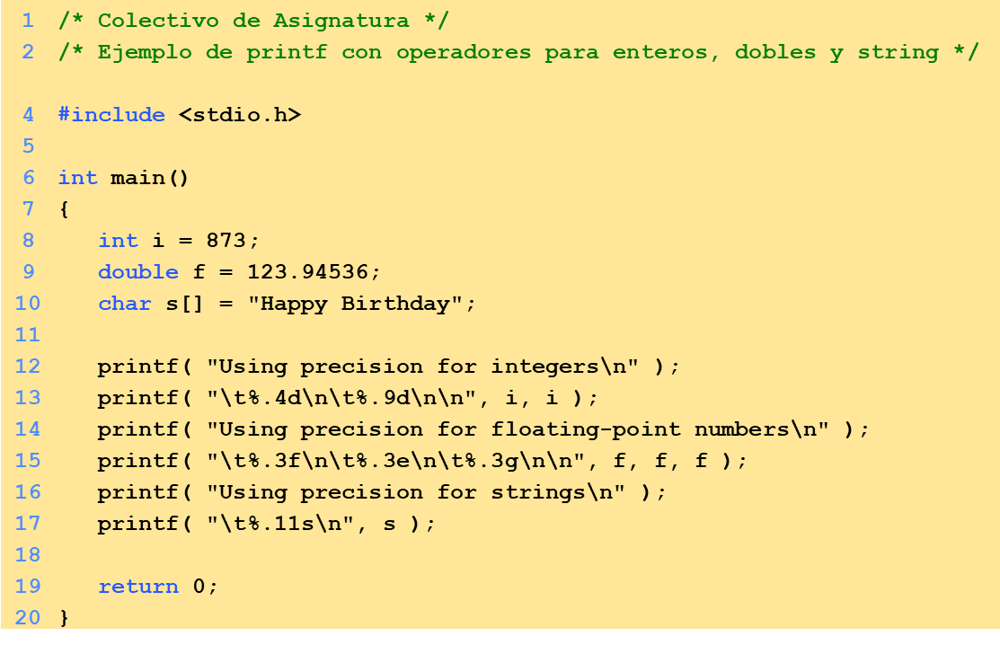 1 /* Colectivo de Asignatura */
2 /* Ejemplo de printf con operadores para enteros, dobles y string */
4 #include <stdio.h>
5
6 int main()
7 {
8    int i = 873;
9    double f = 123.94536;
10    char s[] = "Happy Birthday";
11
12    printf( "Using precision for integers\n" );
13    printf( "\t%.4d\n\t%.9d\n\n", i, i );
14    printf( "Using precision for floating-point numbers\n" );
15    printf( "\t%.3f\n\t%.3e\n\t%.3g\n\n", f, f, f );
16    printf( "Using precision for strings\n" );
17    printf( "\t%.11s\n", s );
18
19    return 0;
20 }